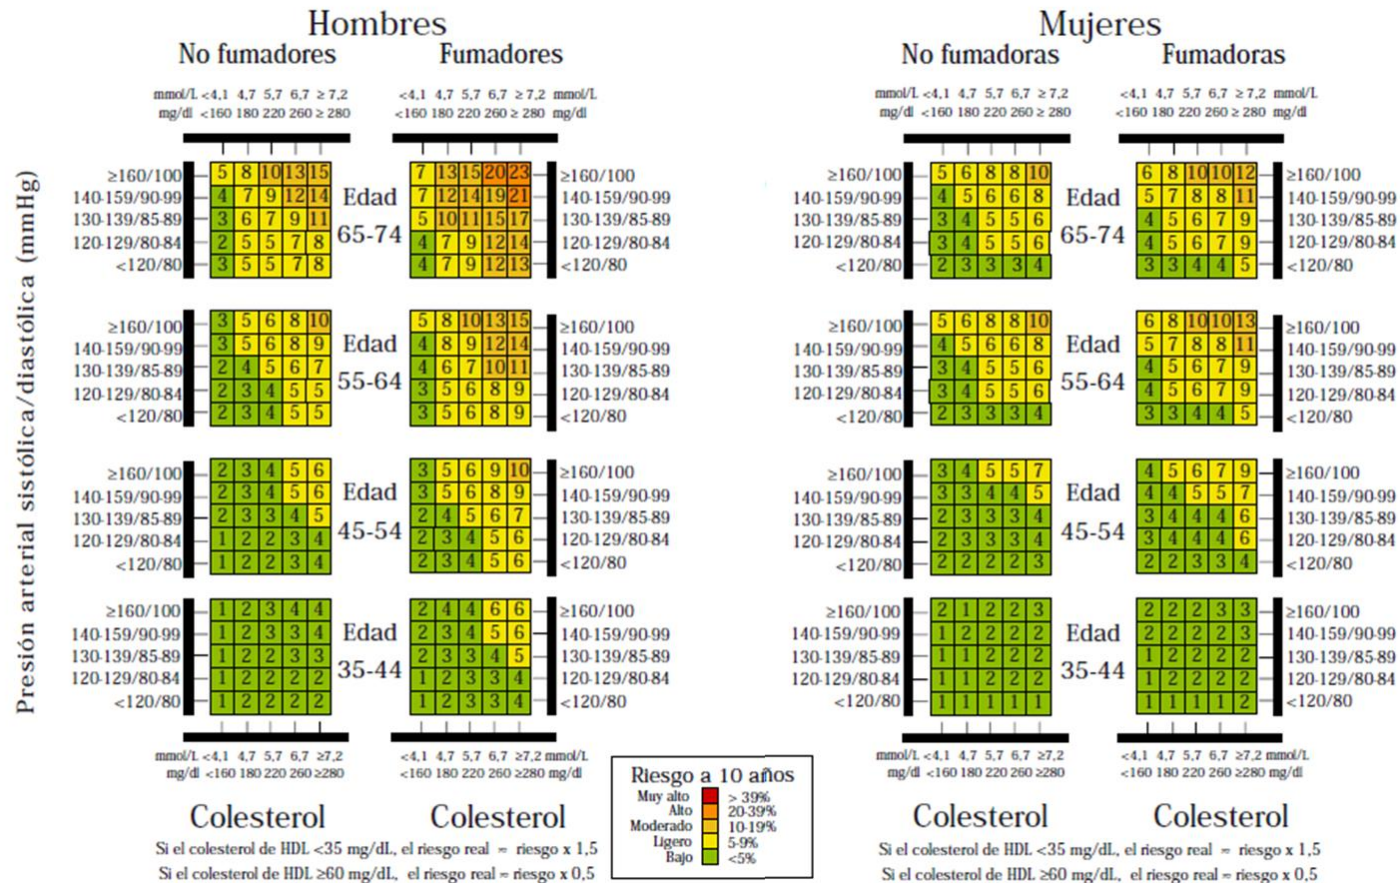 Hombres
Mujeres
No fumadores
Fumadores
No fumadoras
Fumadoras
mmol/L <4,1 4,7 5,7 6,7 ≥ 7,2
<4,1 4,7 5,7 6,7 ≥ 7,2 mmol/L
mmol/L <4,1 4,7 5,7 6,7 ≥ 7,2
<4,1 4,7 5,7 6,7 ≥ 7,2 mmol/L
mg/dl <160 180 220 260 ≥ 280
<160 180 220 260 ≥ 280 mg/dl
mg/dl <160 180 220 260 ≥ 280
<160 180 220 260 ≥ 280 mg/dl
Presión arterial sistólica/diastólica (mmHg)
≥160/100 5 8 10 13 15 7 13 15 20 23 ≥160/100
140-159/90-99 4 7 9 12 14 Edad 7 12 14 19 21 140-159/90-99
130-139/85-89 3 6 7 9 11 5 10 11 15 17 130-139/85-89
120-129/80-84 2 5 5 7 8 65-74 4 7 9 12 14 120-129/80-84
<120/80 3 5 5 7 8 4 7 9 12 13 <120/80
≥160/100 3 5 6 8 10 5 8 10 13 15 ≥160/100
140-159/90-99 3 5 6 8 9 Edad 4 8 9 12 14 140-159/90-99
130-139/85-89 2 4 5 6 7 4 6 7 10 11 130-139/85-89
120-129/80-84 2 3 4 5 5 55-64 3 5 6 8 9 120-129/80-84
<120/80 2 3 4 5 5 3 5 6 8 9 <120/80
≥160/100 2 3 4 5 6 3 5 6 9 10 ≥160/100
140-159/90-99 2 3 4 5 6 Edad 3 5 6 8 9 140-159/90-99
130-139/85-89 2 3 3 4 5 2 4 5 6 7 130-139/85-89
120-129/80-84 1 2 2 3 4 45-54 2 3 4 5 6 120-129/80-84
<120/80 1 2 2 3 4 2 3 4 5 6 <120/80
≥160/100 1 2 3 4 4 2 4 4 6 6 ≥160/100
140-159/90-99 1 2 3 3 4 Edad 2 3 4 5 6 140-159/90-99
130-139/85-89 1 2 2 3 3 2 3 3 4 5 130-139/85-89
120-129/80-84 1 2 2 2 2 35-44 1 2 3 3 4 120-129/80-84
<120/80 1 2 2 2 2 1 2 3 3 4 <120/80
≥160/100 5 6 8 8 10 6 8 10 10 12 ≥160/100
140-159/90-99 4 5 6 6 8 Edad 5 7 8 8 11 140-159/90-99
130-139/85-89 3 4 5 5 6 4 5 6 7 9 130-139/85-89
120-129/80-84 3 4 5 5 6 65-74 4 5 6 7 9 120-129/80-84
<120/80 2 3 3 3 4 3 3 4 4 5 <120/80
≥160/100 5 6 8 8 10 6 8 10 10 13 ≥160/100
140-159/90-99 4 5 6 6 8 Edad 5 7 8 8 11 140-159/90-99
130-139/85-89 3 4 5 5 6 4 5 6 7 9 130-139/85-89
120-129/80-84 3 4 5 5 6 55-64 4 5 6 7 9 120-129/80-84
<120/80 2 3 3 3 4 3 3 4 4 5 <120/80
≥160/100 3 4 5 5 7 4 5 6 7 9 ≥160/100
140-159/90-99 3 3 4 4 5 Edad 4 4 5 5 7 140-159/90-99
130-139/85-89 2 3 3 3 4 3 4 4 4 6 130-139/85-89
120-129/80-84 2 3 3 3 4 45-54 3 4 4 4 6 120-129/80-84
<120/80 2 2 2 2 3 2 3 3 3 4 <120/80
≥160/100 2 1 2 2 3 2 2 2 3 3 ≥160/100
140-159/90-99 1 2 2 2 2 Edad 2 2 2 2 3 140-159/90-99
130-139/85-89 1 1 2 2 2 1 2 2 2 2 130-139/85-89
120-129/80-84 1 1 2 2 2 35-44 1 2 2 2 2 120-129/80-84
<120/80 1 1 1 1 1 1 1 1 1 2 <120/80
mmol/L <4,1 4,7 5,7 6,7 ≥7,2
<4,1 4,7 5,7 6,7 ≥7,2 mmol/L
mmol/L <4,1 4,7 5,7 6,7 ≥7,2
<4,1 4,7 5,7 6,7 ≥7,2 mmol/L
mg/dl <160 180 220 260 ≥280
<160 180 220 260 ≥280 mg/dl
mg/dl <160 180 220 260 ≥280
<160 180 220 260 ≥280 mg/dl
Colesterol
Colesterol
Colesterol
Colesterol
Riesgo a 10 años
Muy alto > 39%
Alto 20-39%
Moderado 10-19%
Ligero 5-9%
Bajo <5%
Si el colesterol de HDL <35 mg/dL, el riesgo real ≈ riesgo x 1,5
Si el colesterol de HDL ≥60 mg/dL, el riesgo real ≈ riesgo x 0,5
Si el colesterol de HDL <35 mg/dL, el riesgo real ≈ riesgo x 1,5
Si el colesterol de HDL ≥60 mg/dL, el riesgo real ≈ riesgo x 0,5